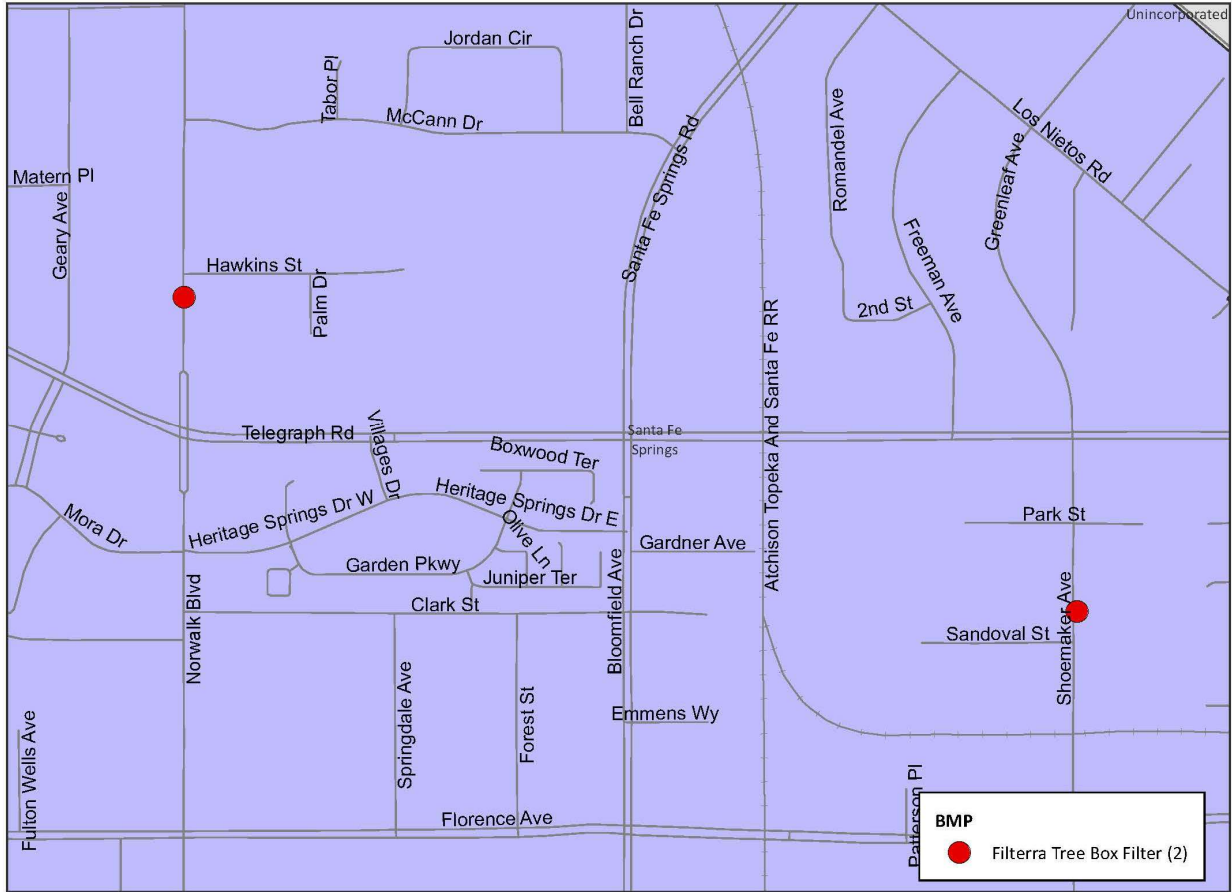 Unincorporated
Jordan Cir
Bell Ranch Dr
Tabor Pl
McCann Dr
Romandel Ave
Los Nietos Rd
Greenleaf Ave
Matern Pl
Geary Ave
Santa Fe Springs Rd
Freeman Ave
Hawkins St
Palm Dr
2nd St
Atchison Topeka And Santa Fe RR
Telegraph Rd
Villages Dr
Santa Fe
Springs
Boxwood Ter
Heritage Springs Dr E
Heritage Springs Dr W
Mora Dr
Olive Ln
Park St
Gardner Ave
Garden Pkwy
Juniper Ter
Clark St
Norwalk Blvd
Bloomfield Ave
Shoemaker Ave
Sandoval St
Springdale Ave
Forest St
Emmens Wy
Fulton Wells Ave
Florence Ave
Patterson Pl
BMP
Filterra Tree Box Filter (2)